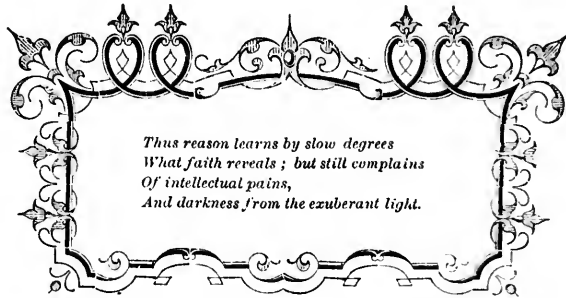 Thus reason learns by slow degrees
What faith reveals ; but still complains
Of intellectual pains,
And darkness from the exuberant light.